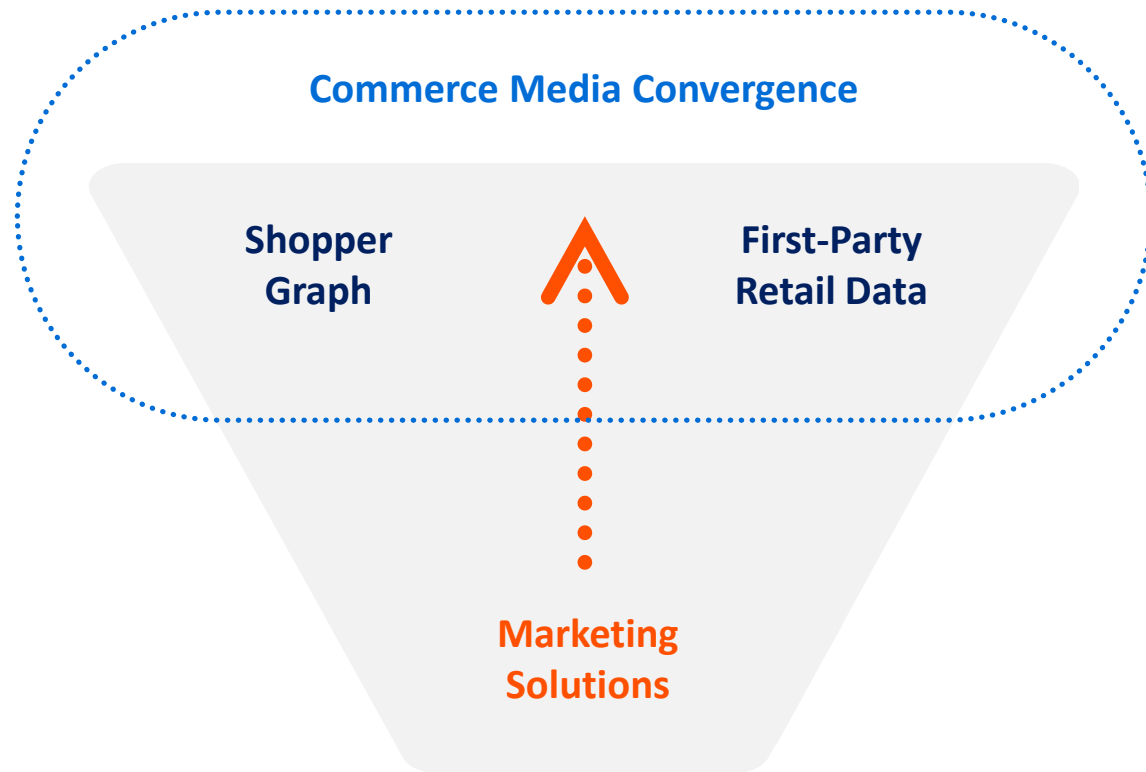 Commerce Media Convergence
Shopper
Graph
First-Party
Retail Data
Marketing
Solutions